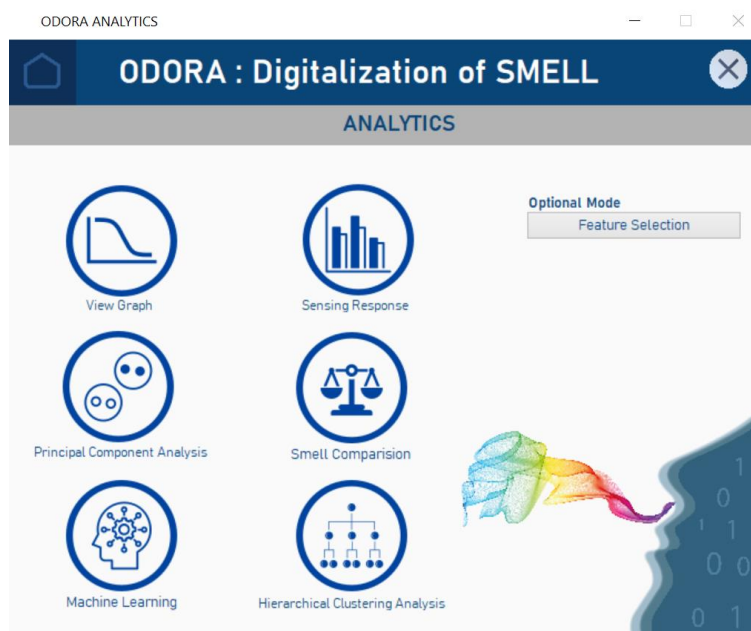 ODORA ANALYTICS
ODORA : Digitalization of SMELL
ANALYTICS
Optional Mode
Feature Selection
View Graph
Sensing Response
Principal Component Analysis
Smell Comparision
Machine Learning
Hierarchical Clustering Analysis
1
0
1 1
0 0
0 1